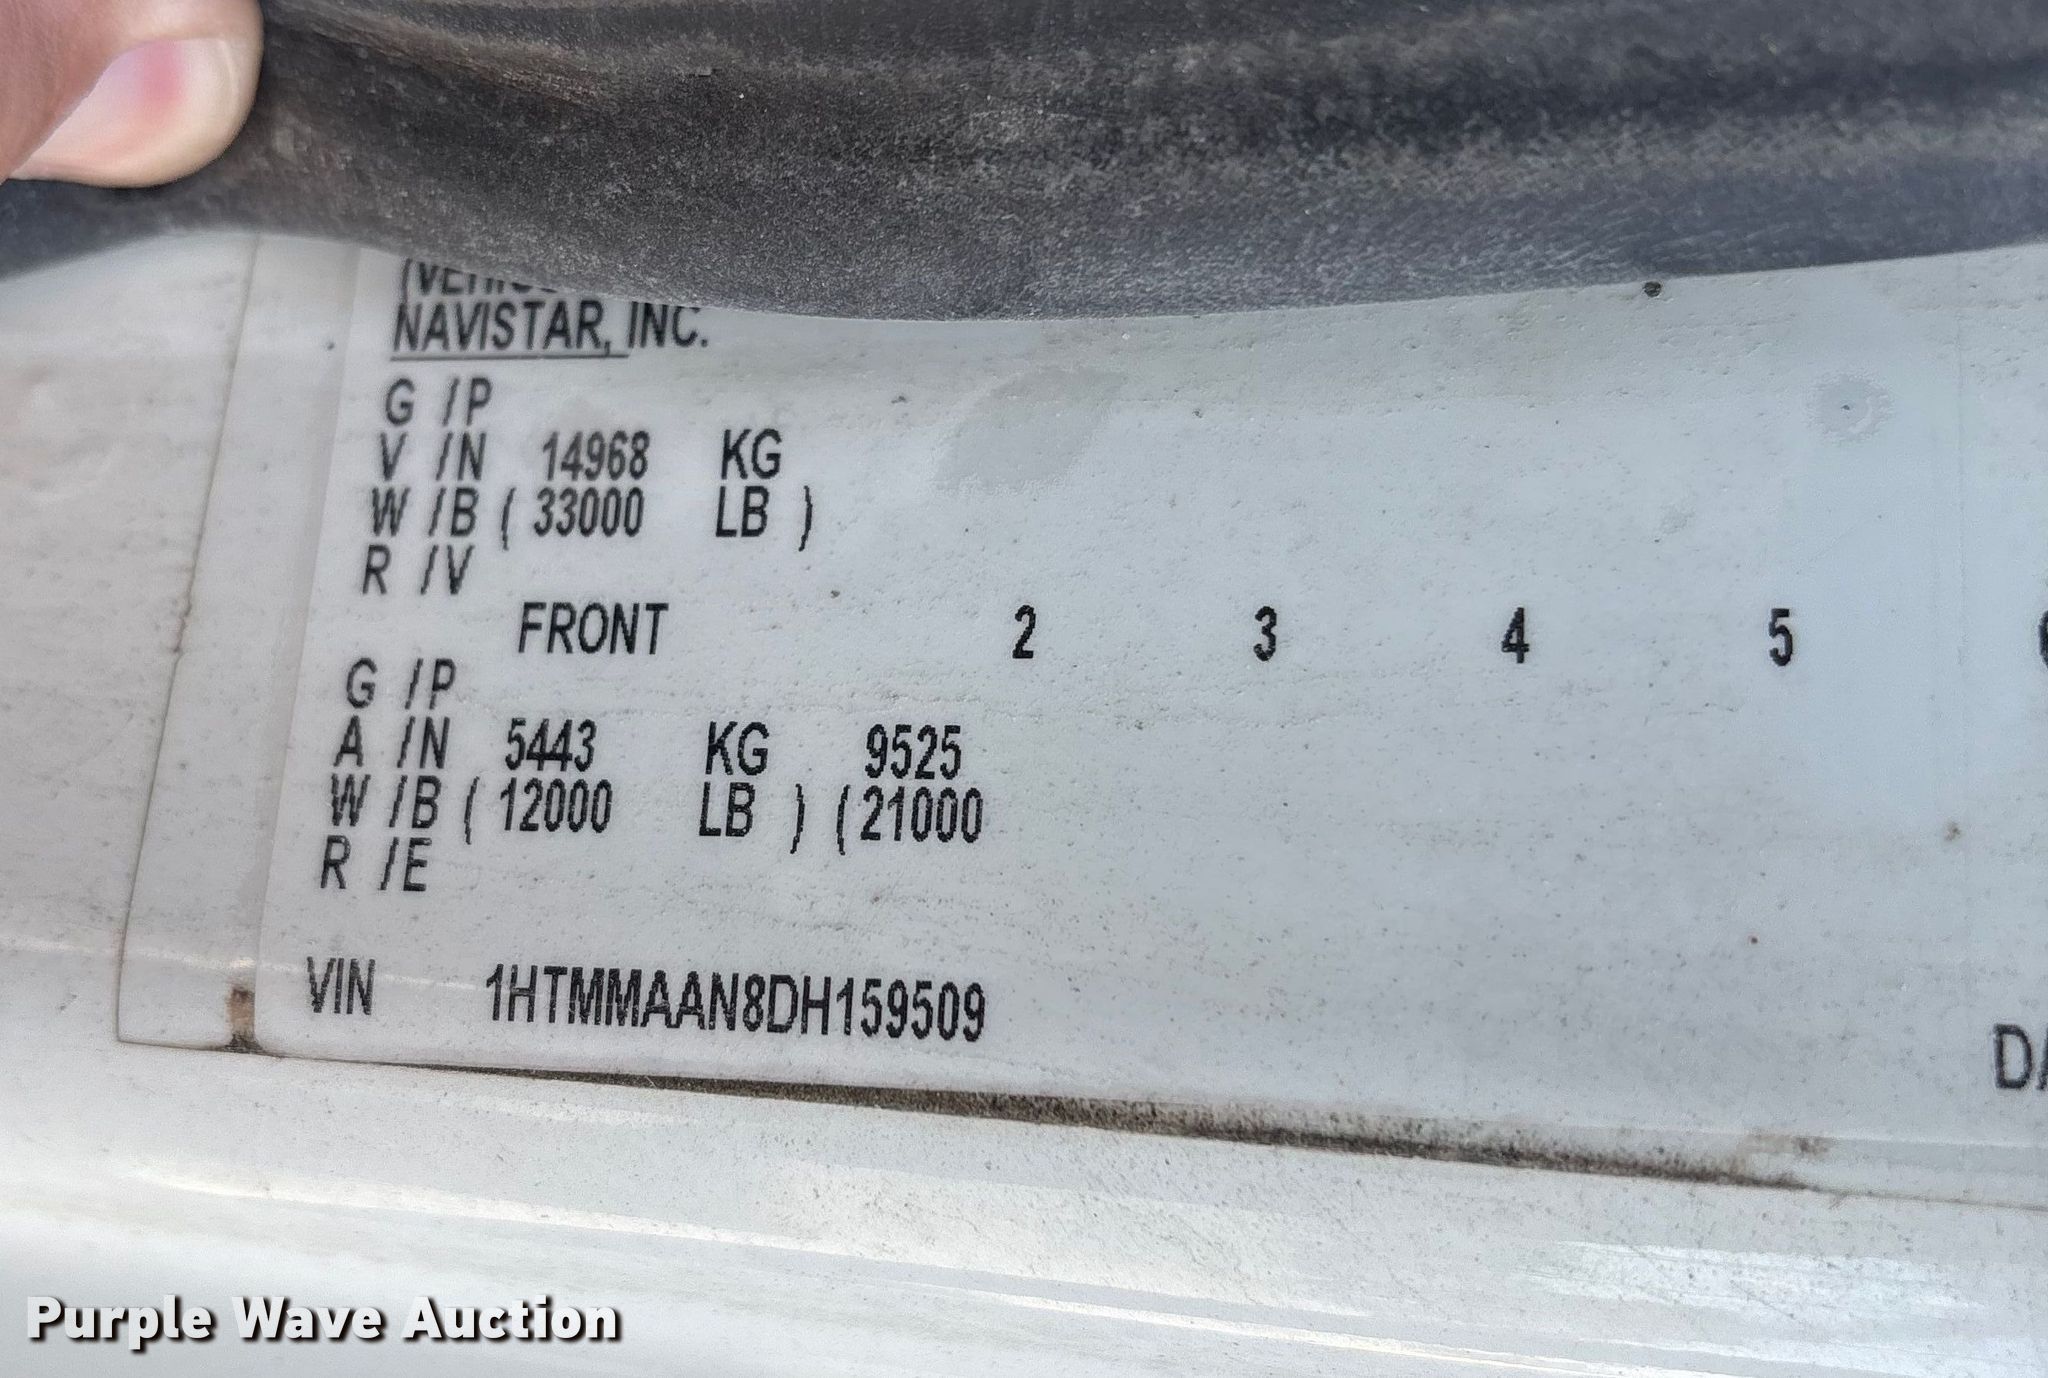 NAVISTAR, INC.
G /P
V /N 14968 KG
W /B ( 33000 LB )
R /V
FRONT 2 3 4 5
G /P
A /N 5443 KG 9525
W /B ( 12000 LB ) ( 21000
R /E
VIN 1HTMMAAN8DH159509
Purple Wave Auction